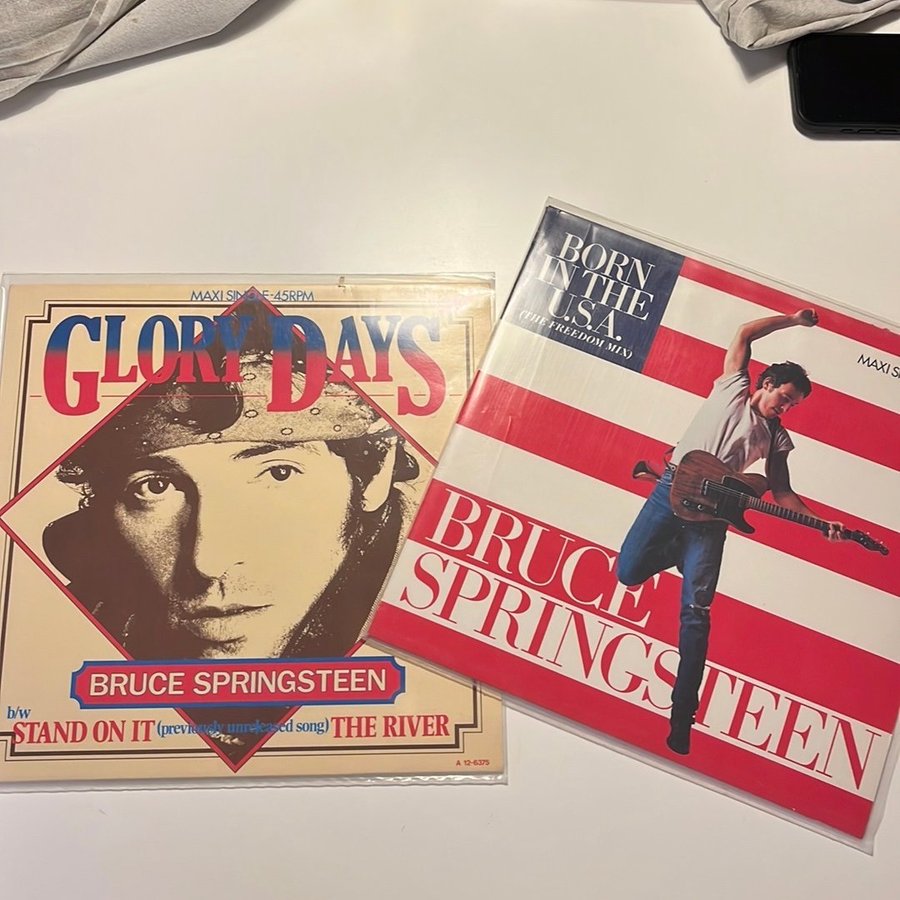 MAXI SINGLE-45RPM
GLORY DAYS
BRUCE SPRINGSTEEN
b/w
STAND ON IT (previously unreleased song) THE RIVER
A 12-6375
BORN
IN THE
U.S.A.
(THE FREEDOM MIX)
MAXI
BRUCE
SPRINGSTEEN